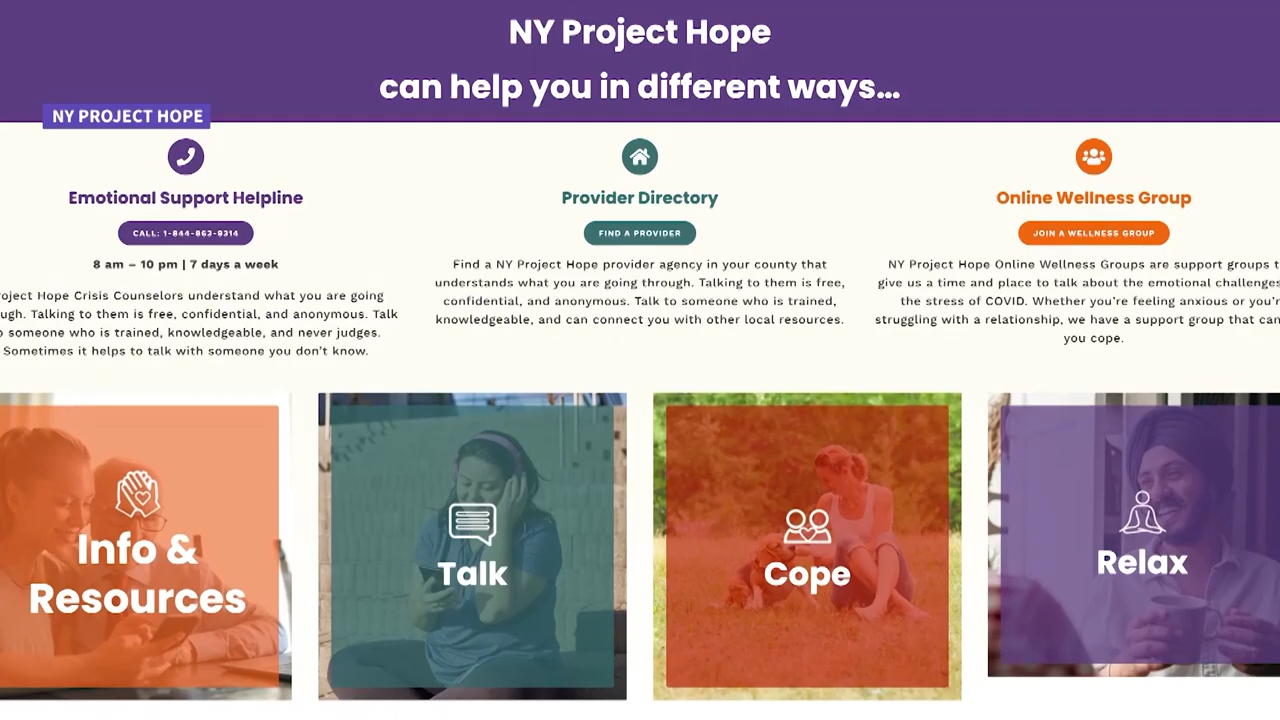 NY Project Hope
can help you in different ways...
NY PROJECT HOPE
Emotional Support Helpline
CALL: 1-844-863-9314
8 am – 10 pm | 7 days a week
Project Hope Crisis Counselors understand what you are going
through. Talking to them is free, confidential, and anonymous. Talk
to someone who is trained, knowledgeable, and never judges.
Sometimes it helps to talk with someone you don't know.
Provider Directory
FIND A PROVIDER
Find a NY Project Hope provider agency in your county that
understands what you are going through. Talking to them is free,
confidential, and anonymous. Talk to someone who is trained,
knowledgeable, and can connect you with other local resources.
Online Wellness Group
JOIN A WELLNESS GROUP
NY Project Hope Online Wellness Groups are support groups
give us a time and place to talk about the emotional challenges
the stress of COVID. Whether you're feeling anxious or
struggling with a relationship, we have a support group that can
you cope.
Info &
Resources
Talk
Cope
Relax